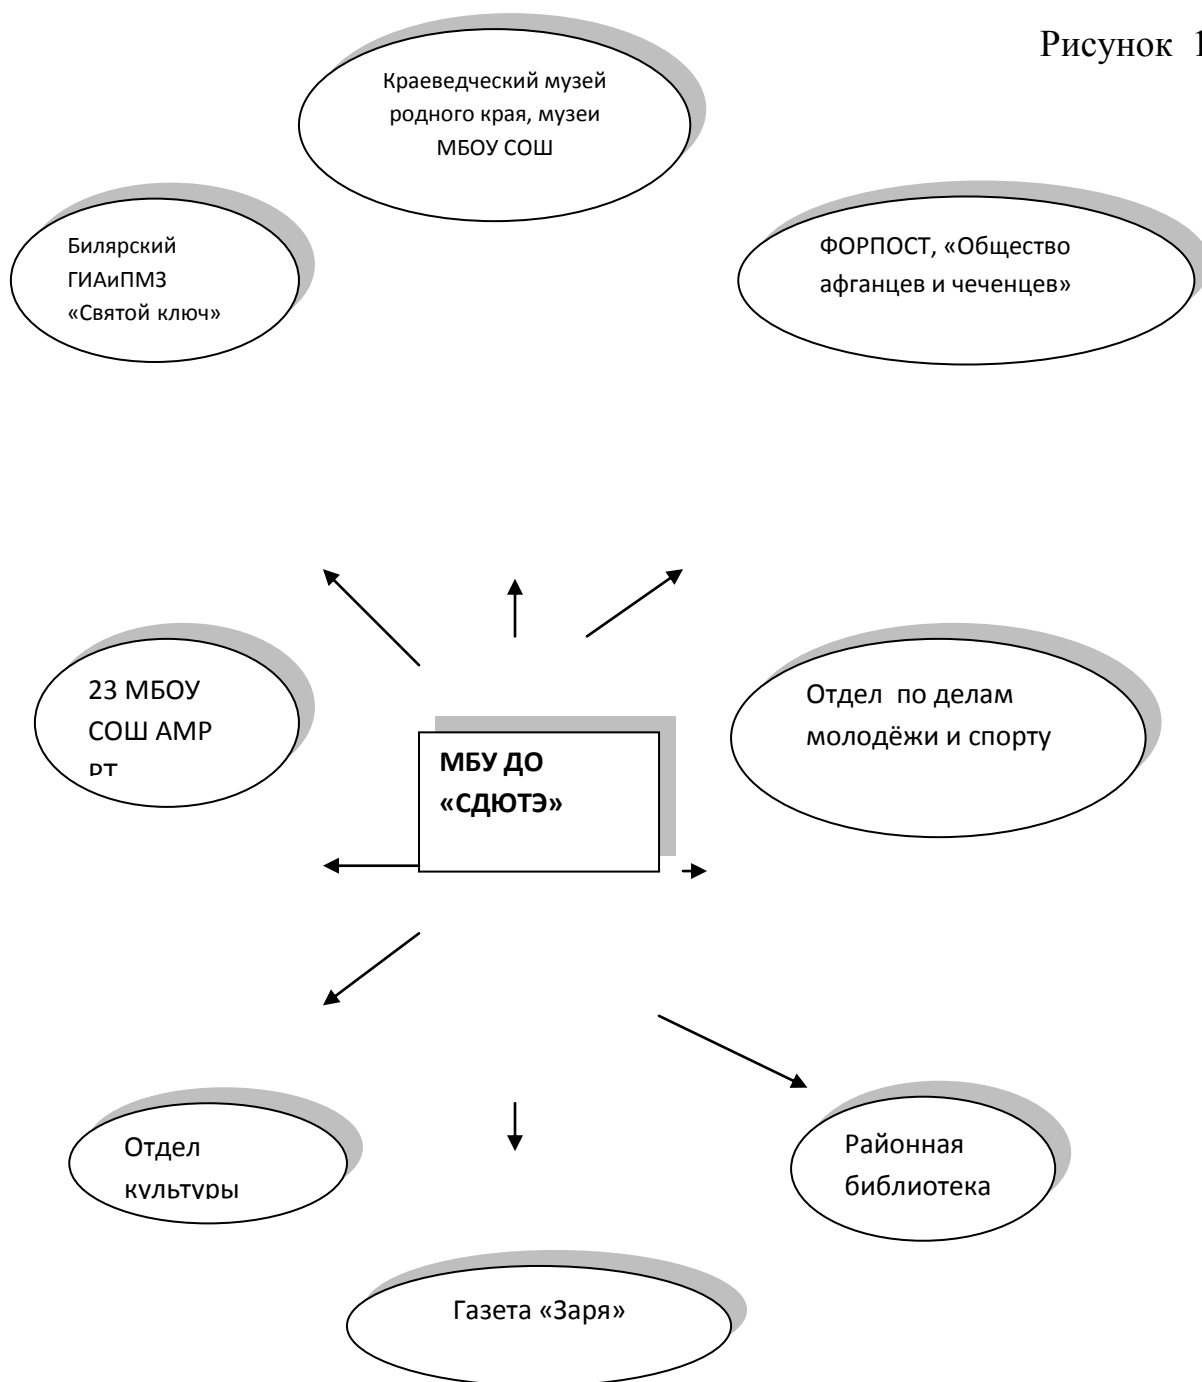 Рисунок 1
Краеведческий музей
родного края, музеи
МБОУ СОШ
Билярский
ГИАиПМЗ
«Святой ключ»
ФОРПОСТ, «Общество
афганцев и чеченцев»
23 МБОУ
СОШ АМР
РТ
МБУ ДО
«СДЮТЭ»
Отдел по делам
молодёжи и спорту
Отдел
культуры
Районная
библиотека
Газета «Заря»